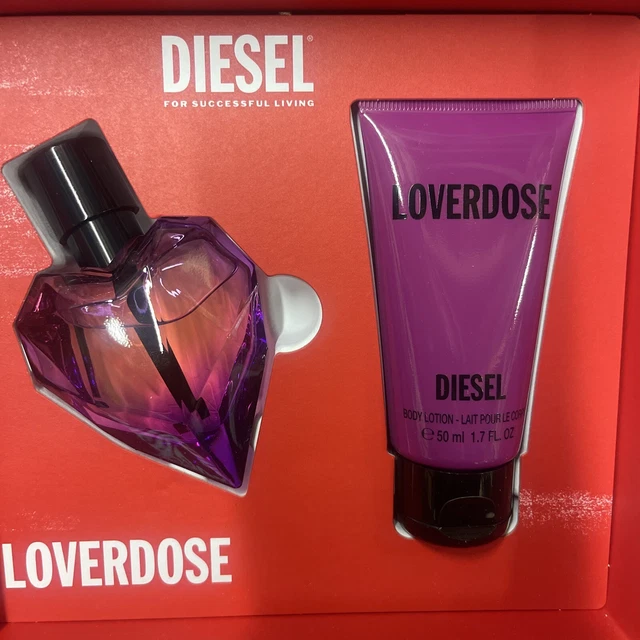 DIESEL®
FOR SUCCESSFUL LIVING
LOVERDOSE
DIESEL
BODY LOTION - LAIT POUR LE CORPS
℮ 50 ml 1.7 FL. OZ
LOVERDOSE